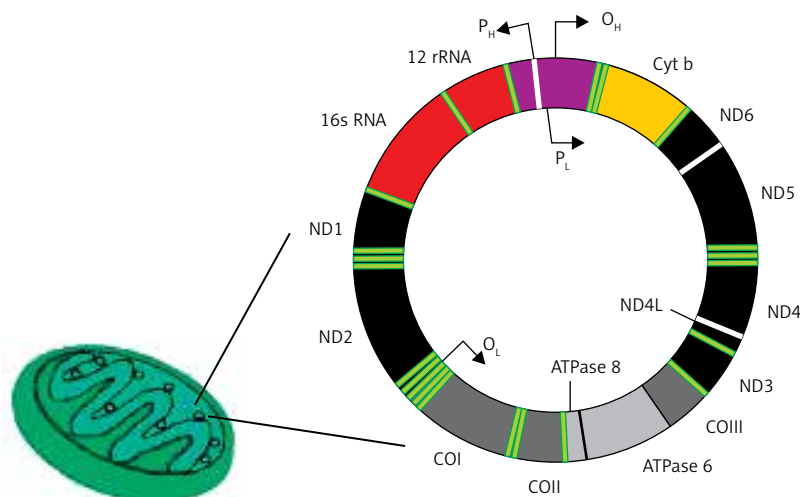 P_H
O_H
12 rRNA
Cyt b
16s RNA
ND6
P_L
ND5
ND1
ND4L
ND4
ND2
O_L
ATPase 8
ND3
COIII
COI
ATPase 6
COII